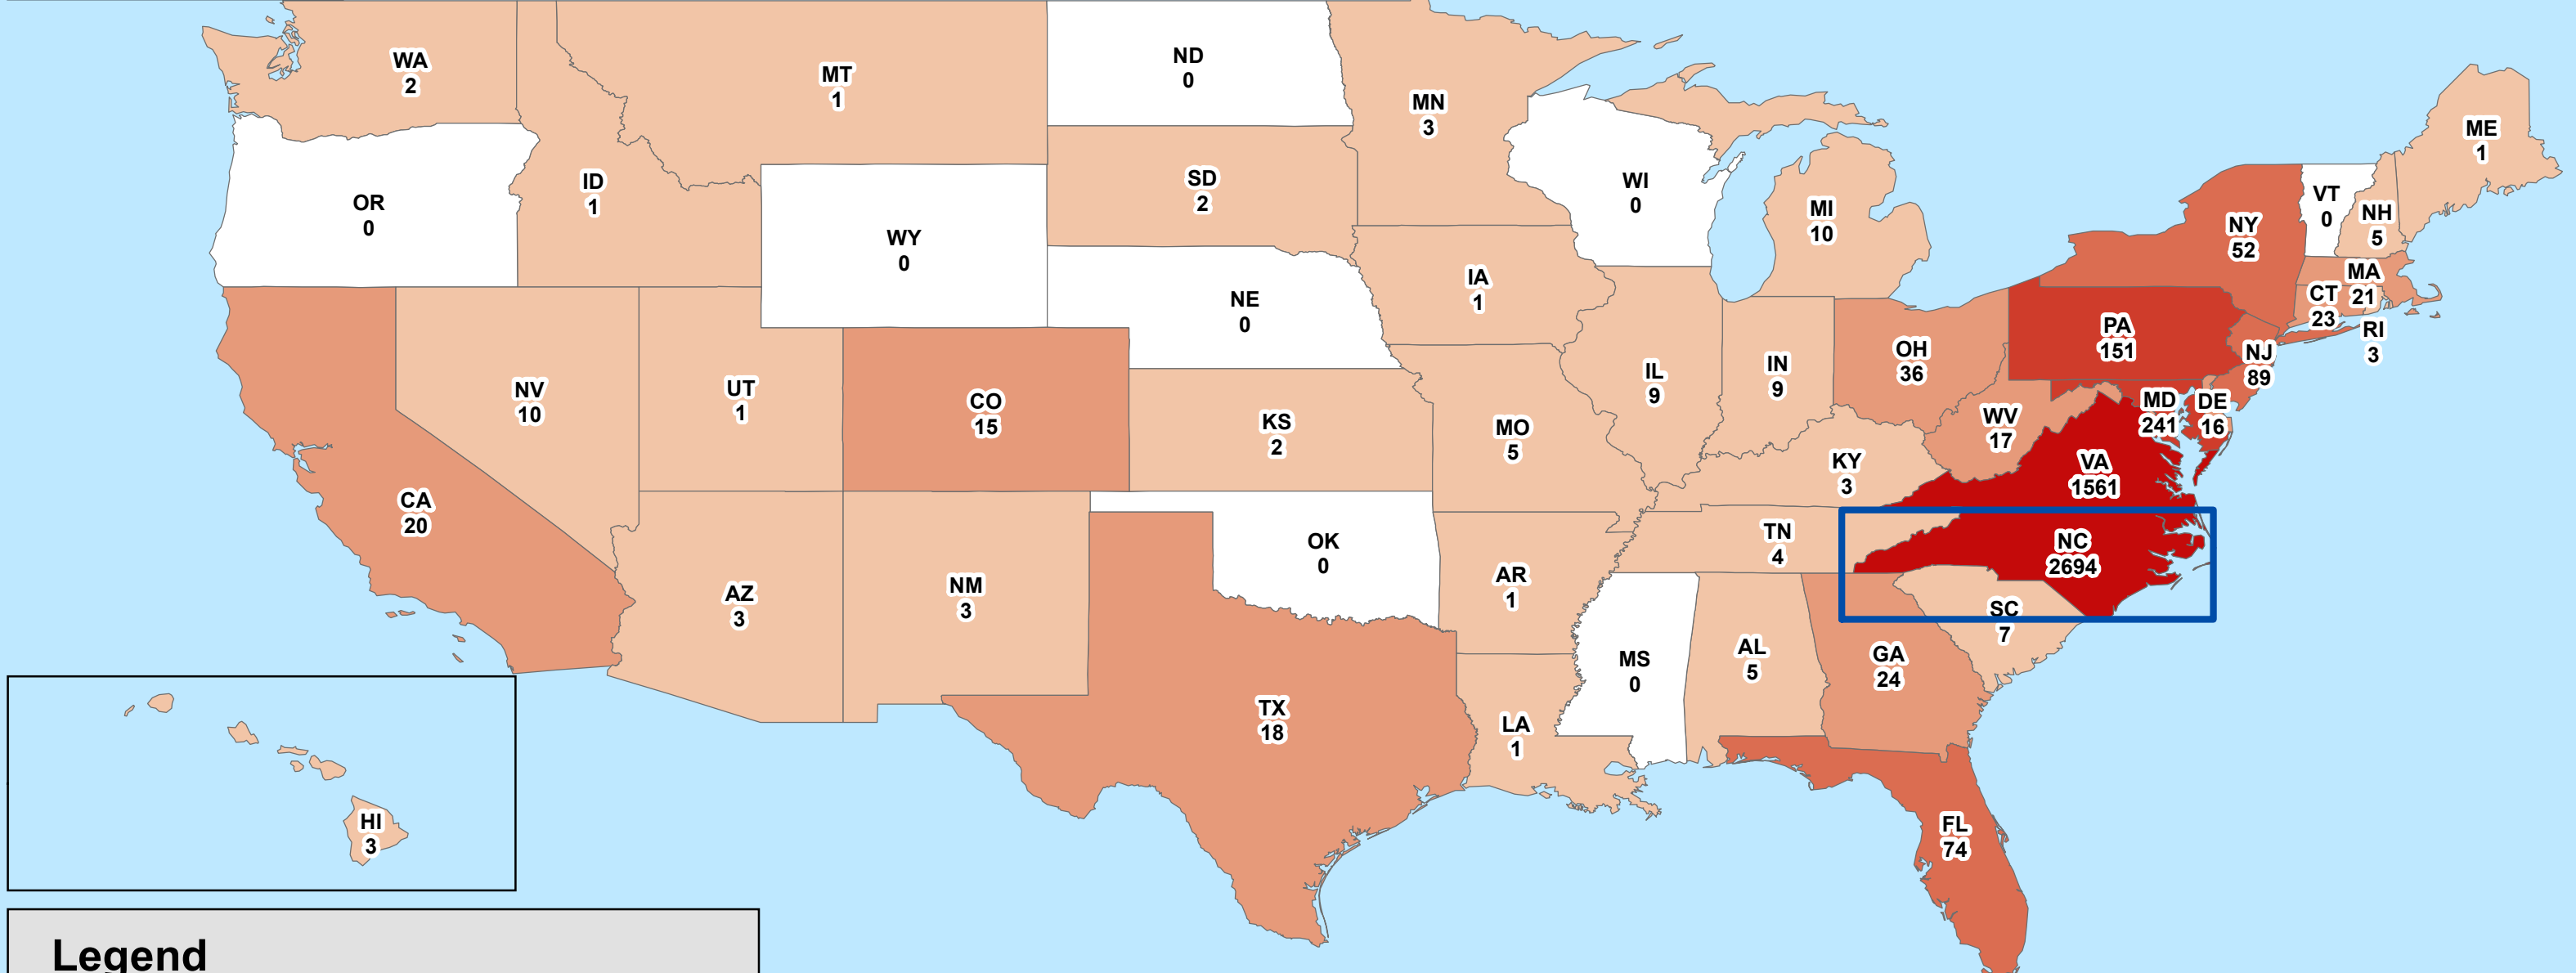 WA
2
MT
1
ND
0
MN
3
ME
1
OR
0
ID
1
SD
2
WI
0
MI
10
VT
0
NH
5
NY
52
WY
0
IA
1
MA
21
CT
23
RI
3
NE
0
PA
151
NJ
89
NV
10
UT
1
CO
15
KS
2
MO
5
IL
9
IN
9
OH
36
WV
17
MD
241
DE
16
KY
3
VA
1561
CA
20
AZ
3
NM
3
OK
0
AR
1
TN
4
NC
2694
SC
7
TX
18
LA
1
MS
0
AL
5
GA
24
FL
74
HI
3
Legend